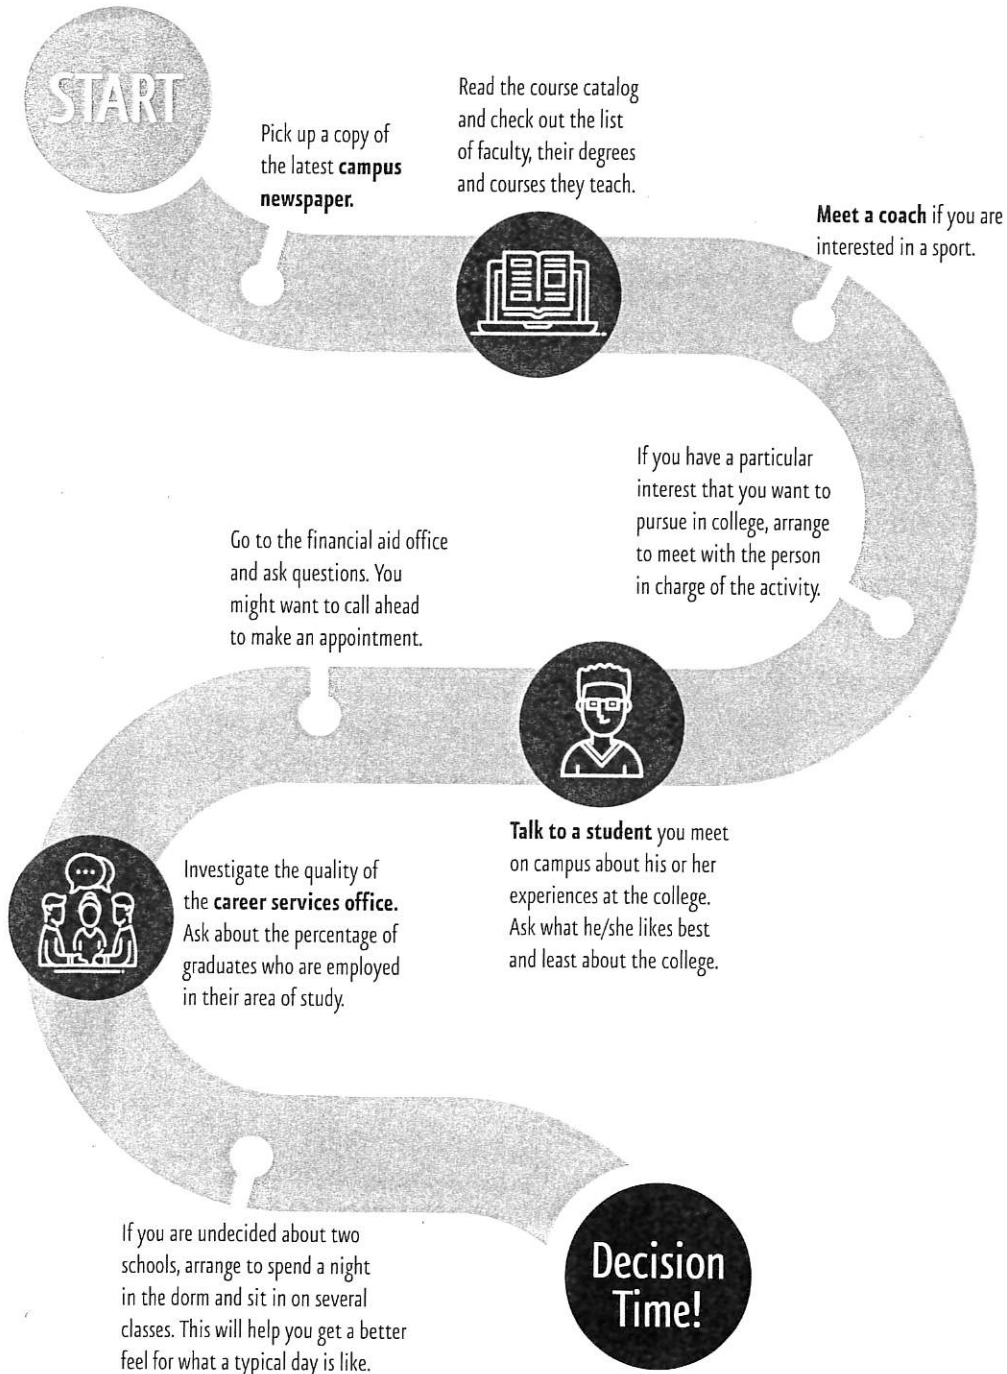 START
Pick up a copy of
the latest campus
newspaper.
Read the course catalog
and check out the list
of faculty, their degrees
and courses they teach.
Meet a coach if you are
interested in a sport.
If you have a particular
interest that you want to
pursue in college, arrange
to meet with the person
in charge of the activity.
Talk to a student you meet
on campus about his or her
experiences at the college.
Ask what he/she likes best
and least about the college.
Go to the financial aid office
and ask questions. You
might want to call ahead
to make an appointment.
Investigate the quality of
the career services office.
Ask about the percentage of
graduates who are employed
in their area of study.
If you are undecided about two
schools, arrange to spend a night
in the dorm and sit in on several
classes. This will help you get a better
feel for what a typical day is like.
Decision
Time!